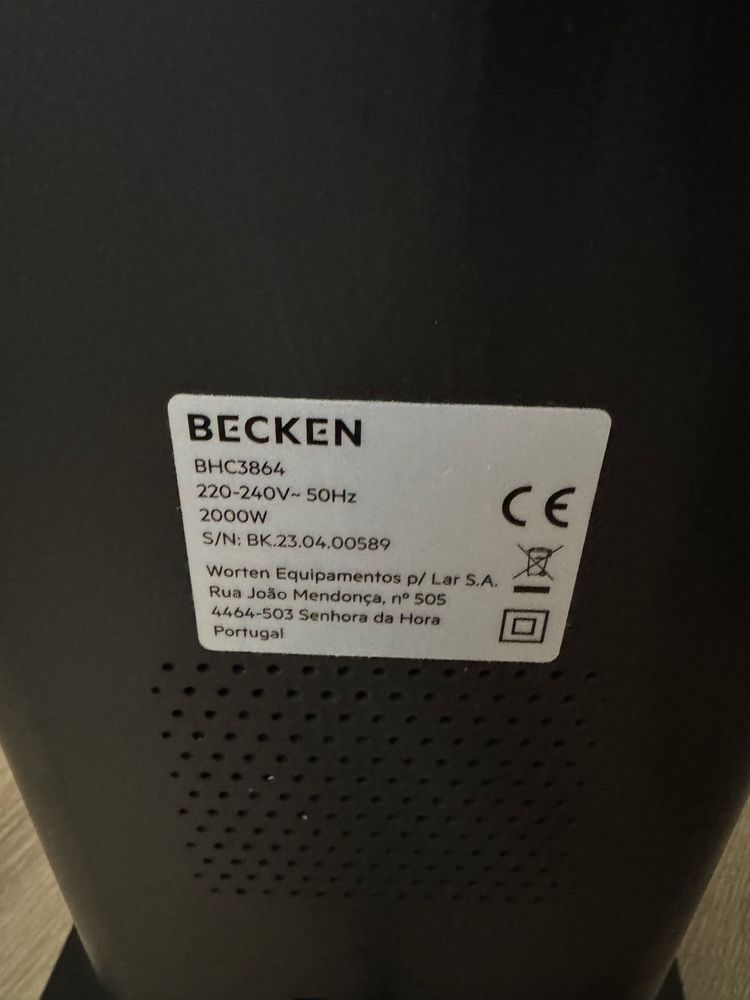 BECKEN
BHC3864
220-240V~ 50Hz
2000W
S/N: BK.23.04.00589
Worten Equipamentos p/ Lar S.A.
Rua João Mendonça, nº 505
4464-503 Senhora da Hora
Portugal
CE